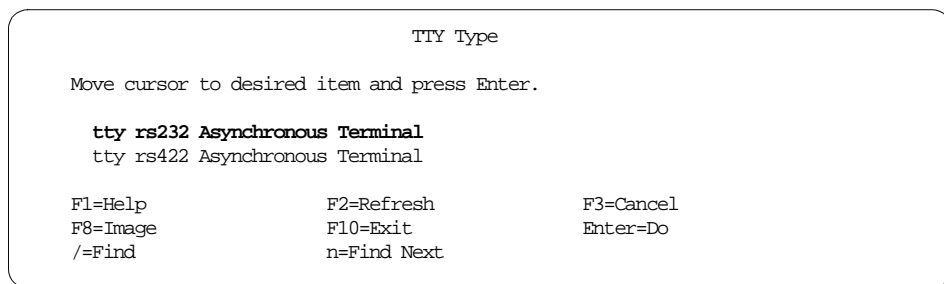 TTY Type
Move cursor to desired item and press Enter.
tty rs232 Asynchronous Terminal
tty rs422 Asynchronous Terminal
F1=Help F2=Refresh F3=Cancel
F8=Image F10=Exit Enter=Do
/=Find n=Find Next